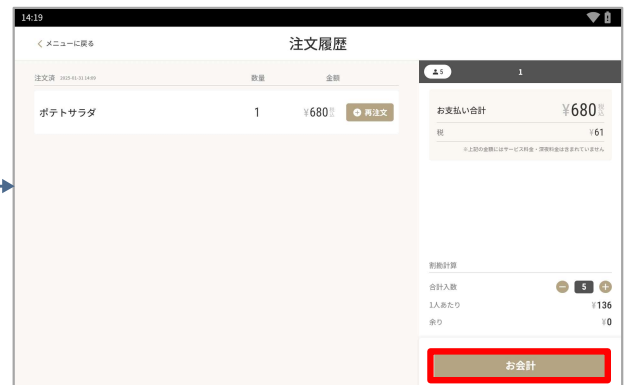 14:19
メニューに戻る
注文履歴
注文済 2025-01-31 14:09 数量 金額
ポテトサラダ 1 ¥680 再注文
5 1
お支払い合計 ¥680
税 ¥61
※上記の金額にはサービス料金・深夜料金は含まれていません
割勘計算
合計人数 5
1人あたり ¥136
余り ¥0
お会計